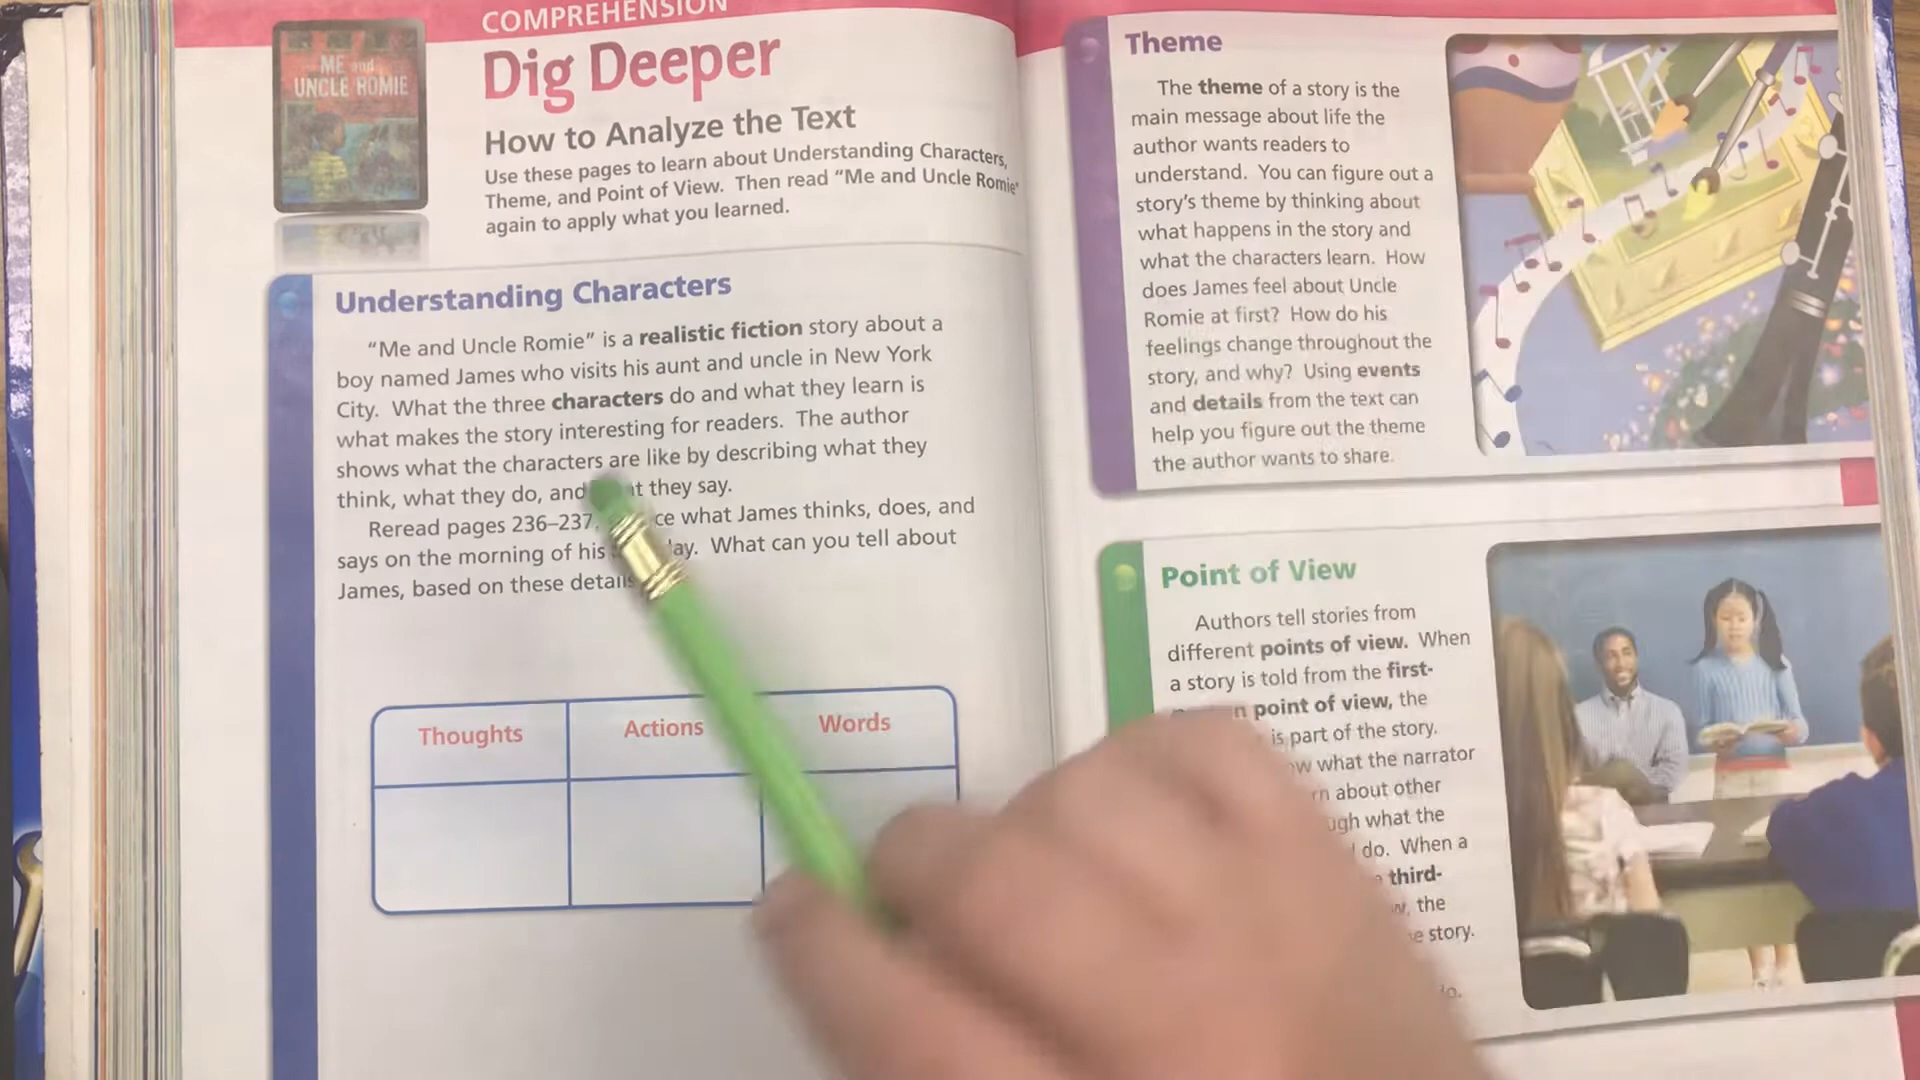 COMPREHENSION
Dig Deeper
ME and
UNCLE ROMIE
How to Analyze the Text
Use these pages to learn about Understanding Characters,
Theme, and Point of View. Then read "Me and Uncle Romie"
again to apply what you learned.
Understanding Characters
"Me and Uncle Romie" is a realistic fiction story about a
boy named James who visits his aunt and uncle in New York
City. What the three characters do and what they learn is
what makes the story interesting for readers. The author
shows what the characters are like by describing what they
think, what they do, and they say.
Reread pages 236–237. what James thinks, does, and
says on the morning of his What can you tell about
James, based on these details
Thoughts
Actions
Words
Theme
The theme of a story is the
main message about life the
author wants readers to
understand. You can figure out a
story's theme by thinking about
what happens in the story and
what the characters learn. How
does James feel about Uncle
Romie at first? How do his
feelings change throughout the
story, and why? Using events
and details from the text can
help you figure out the theme
the author wants to share.
Point of View
Authors tell stories from
different points of view. When
a story is told from the first-
point of view, the
is part of the story.
what the narrator
about other
what the
do. When a
third-
the
story.